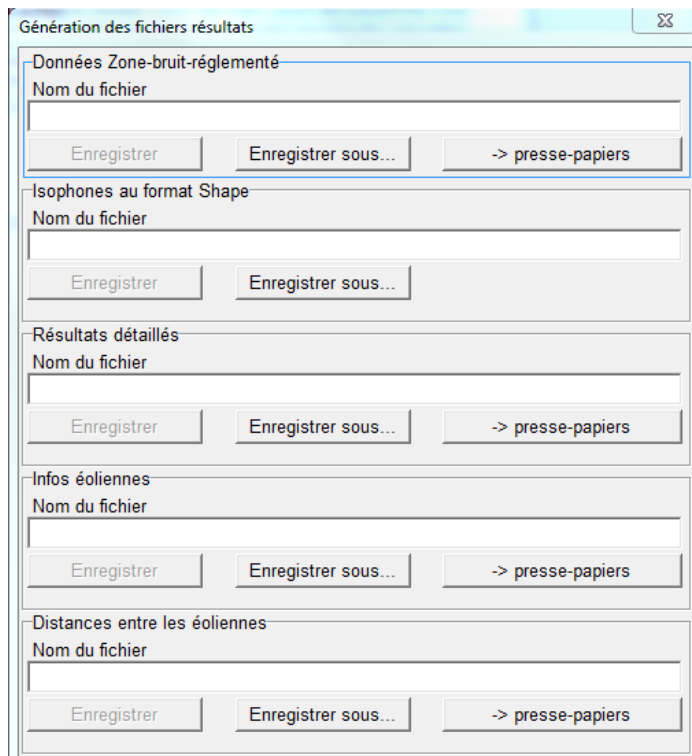 Génération des fichiers résultats
Données Zone-bruit-réglementé
Nom du fichier
Enregistrer Enregistrer sous... -> presse-papiers
Isophones au format Shape
Nom du fichier
Enregistrer Enregistrer sous...
Résultats détaillés
Nom du fichier
Enregistrer Enregistrer sous... -> presse-papiers
Infos éoliennes
Nom du fichier
Enregistrer Enregistrer sous... -> presse-papiers
Distances entre les éoliennes
Nom du fichier
Enregistrer Enregistrer sous... -> presse-papiers